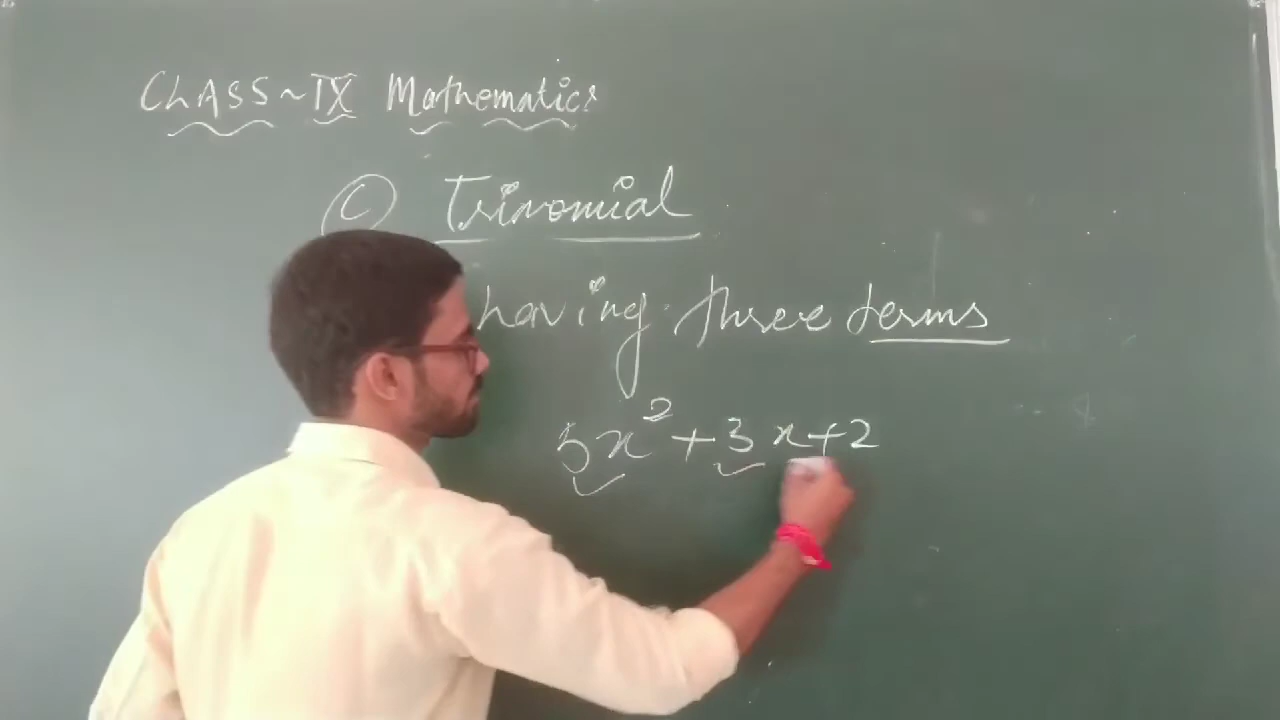 CLASS~IX Mathematics
(C) Trinomial
having three terms
5x² + 3x + 2